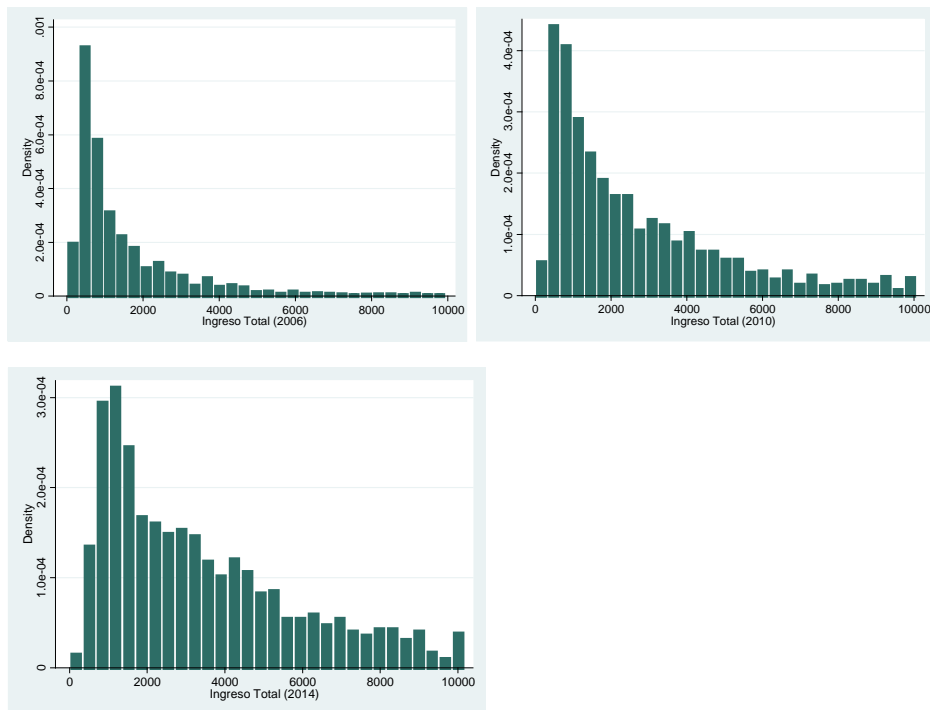 .001
8.0e-04
6.0e-04
4.0e-04
2.0e-04
0
Density
0 2000 4000 6000 8000 10000
Ingreso Total (2006)
4.0e-04
3.0e-04
2.0e-04
1.0e-04
0
Density
0 2000 4000 6000 8000 10000
Ingreso Total (2010)
3.0e-04
2.0e-04
1.0e-04
0
Density
0 2000 4000 6000 8000 10000
Ingreso Total (2014)